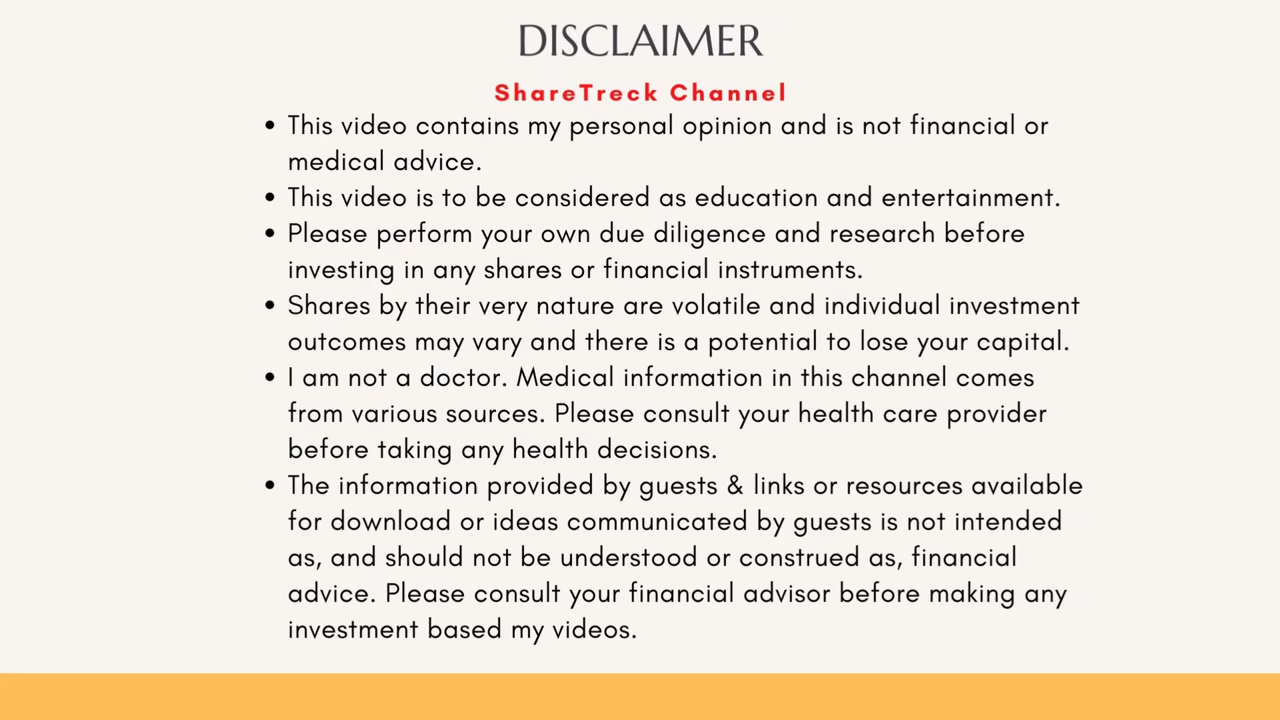 DISCLAIMER
ShareTreck Channel
• This video contains my personal opinion and is not financial or
medical advice.
• This video is to be considered as education and entertainment.
• Please perform your own due diligence and research before
investing in any shares or financial instruments.
• Shares by their very nature are volatile and individual investment
outcomes may vary and there is a potential to lose your capital.
• I am not a doctor. Medical information in this channel comes
from various sources. Please consult your health care provider
before taking any health decisions.
• The information provided by guests & links or resources available
for download or ideas communicated by guests is not intended
as, and should not be understood or construed as, financial
advice. Please consult your financial advisor before making any
investment based my videos.